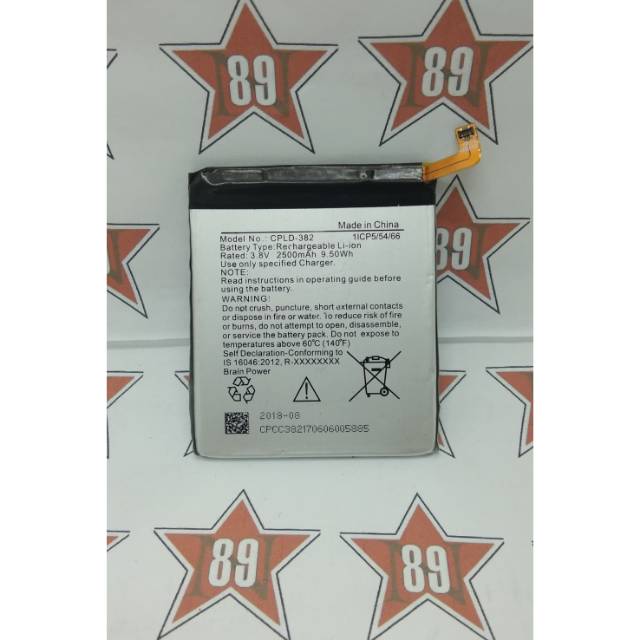 89
89
Made in China
Model No.: CPLD-382 1ICP5/54/66
Battery Type: Rechargeable Li-ion
Rated: 3.8V 2500mAh 9.50Wh
Use only specified Charger.
NOTE:
Read instructions in operating guide before
using the battery.
WARNING:
Do not crush, puncture, short external contacts
or dispose in fire or water. To reduce risk of fire
or burns, do not attempt to open, disassemble,
or service the battery pack. Do not expose to
temperatures above 60°C (140°F)
Self Declaration-Conforming to
IS 16046:2012, R-XXXXXXXX
Brain Power
2018-08
CPCC382170606005885
89
89